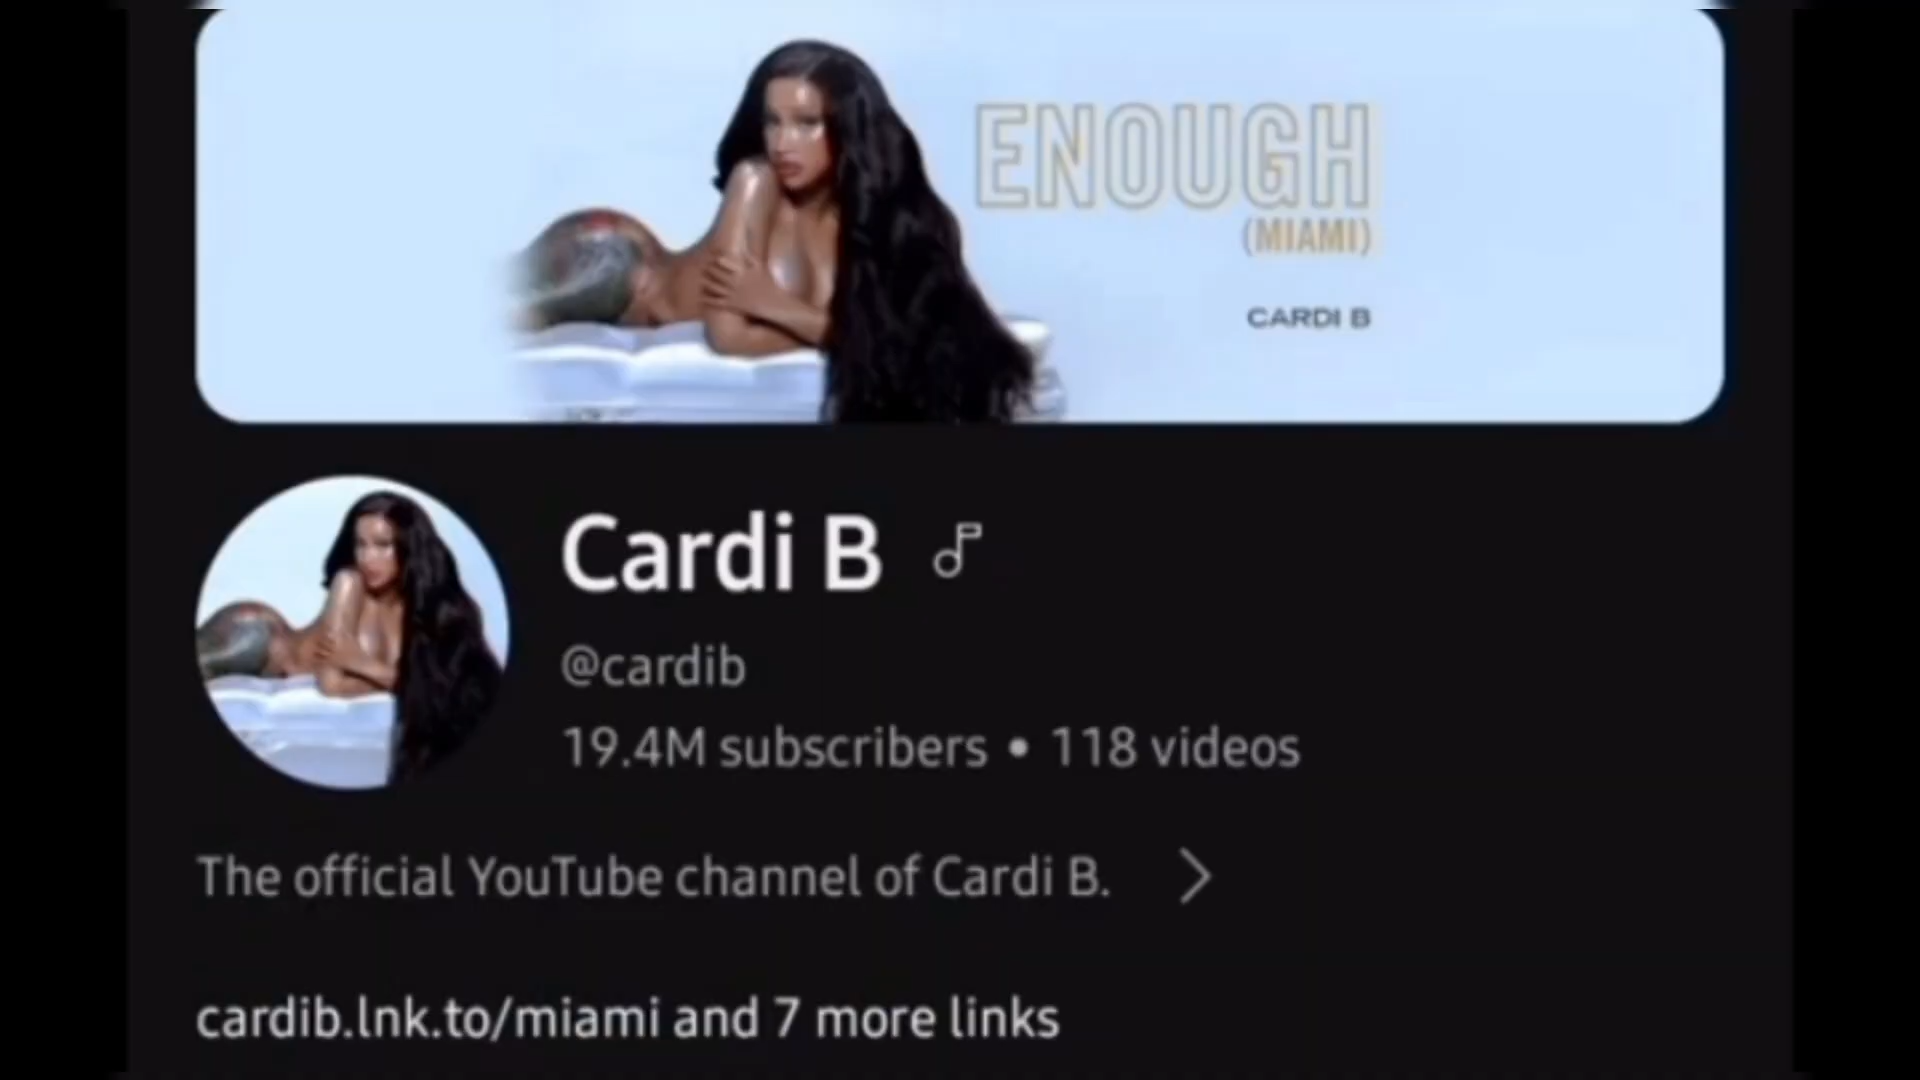 ENOUGH
(MIAMI)
CARDI B
Cardi B
@cardib
19.4M subscribers • 118 videos
The official YouTube channel of Cardi B.
cardib.lnk.to/miami and 7 more links